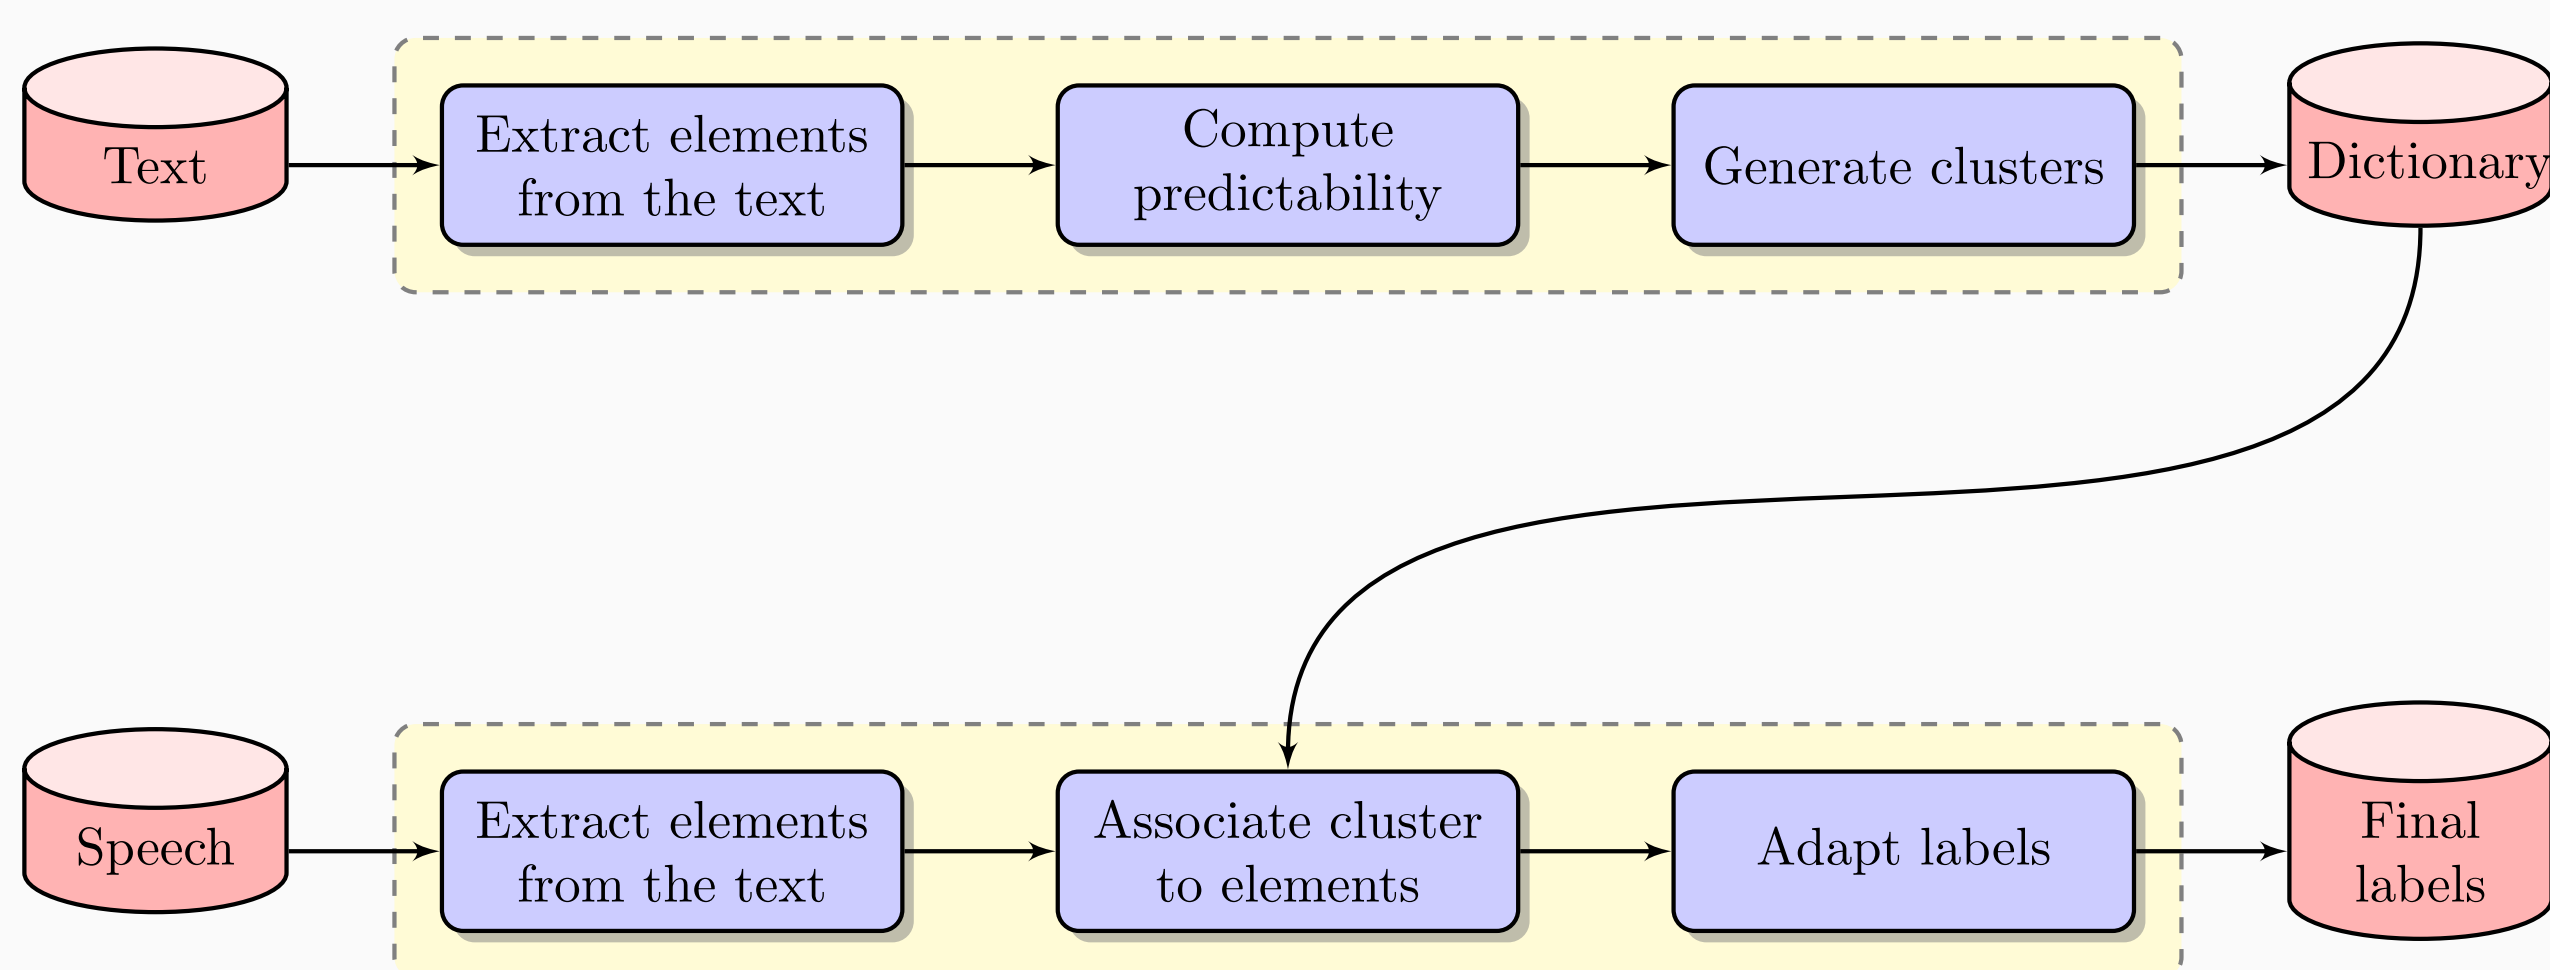 Text
Extract elements
from the text
Compute
predictability
Generate clusters
Dictionary
Speech
Extract elements
from the text
Associate cluster
to elements
Adapt labels
Final
labels